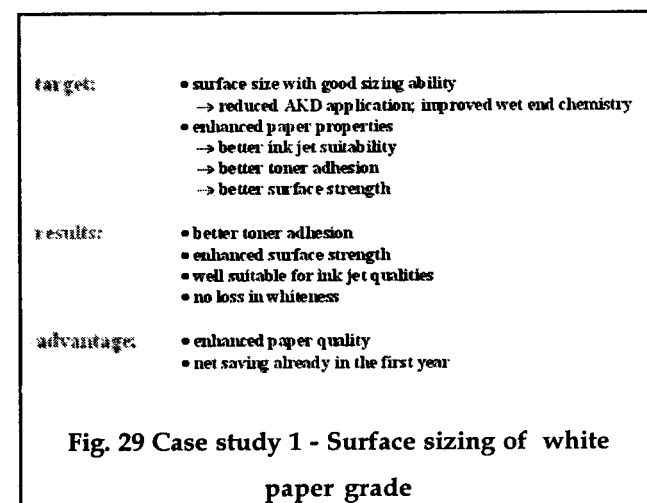 target: • surface size with good sizing ability
→ reduced AKD application; improved wet end chemistry
• enhanced paper properties
→ better ink jet suitability
→ better toner adhesion
→ better surface strength
results: • better toner adhesion
• enhanced surface strength
• well suitable for ink jet qualities
• no loss in whiteness
advantage: • enhanced paper quality
• net saving already in the first year
Fig. 29 Case study 1 - Surface sizing of white
paper grade